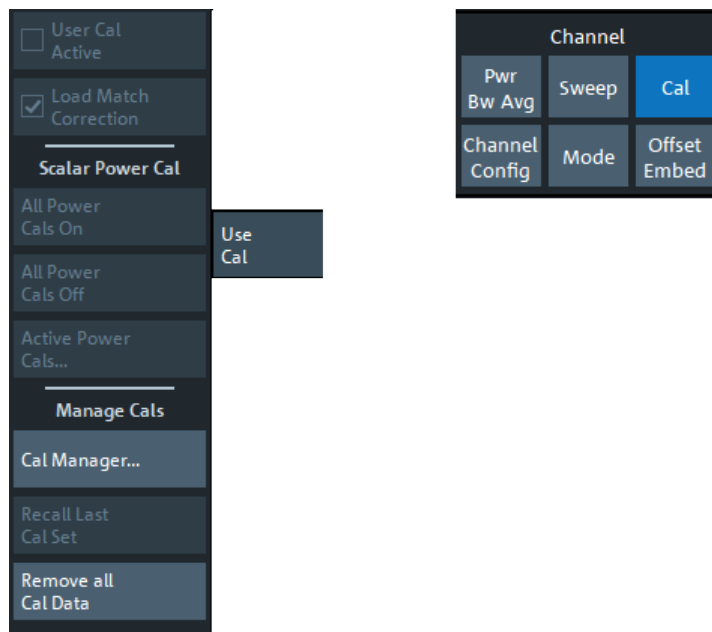 User Cal
Active
Load Match
Correction
Scalar Power Cal
All Power
Cals On
All Power
Cals Off
Active Power
Cals...
Manage Cals
Cal Manager...
Recall Last
Cal Set
Remove all
Cal Data
Use
Cal
Channel
Pwr
Bw Avg
Sweep
Cal
Channel
Config
Mode
Offset
Embed